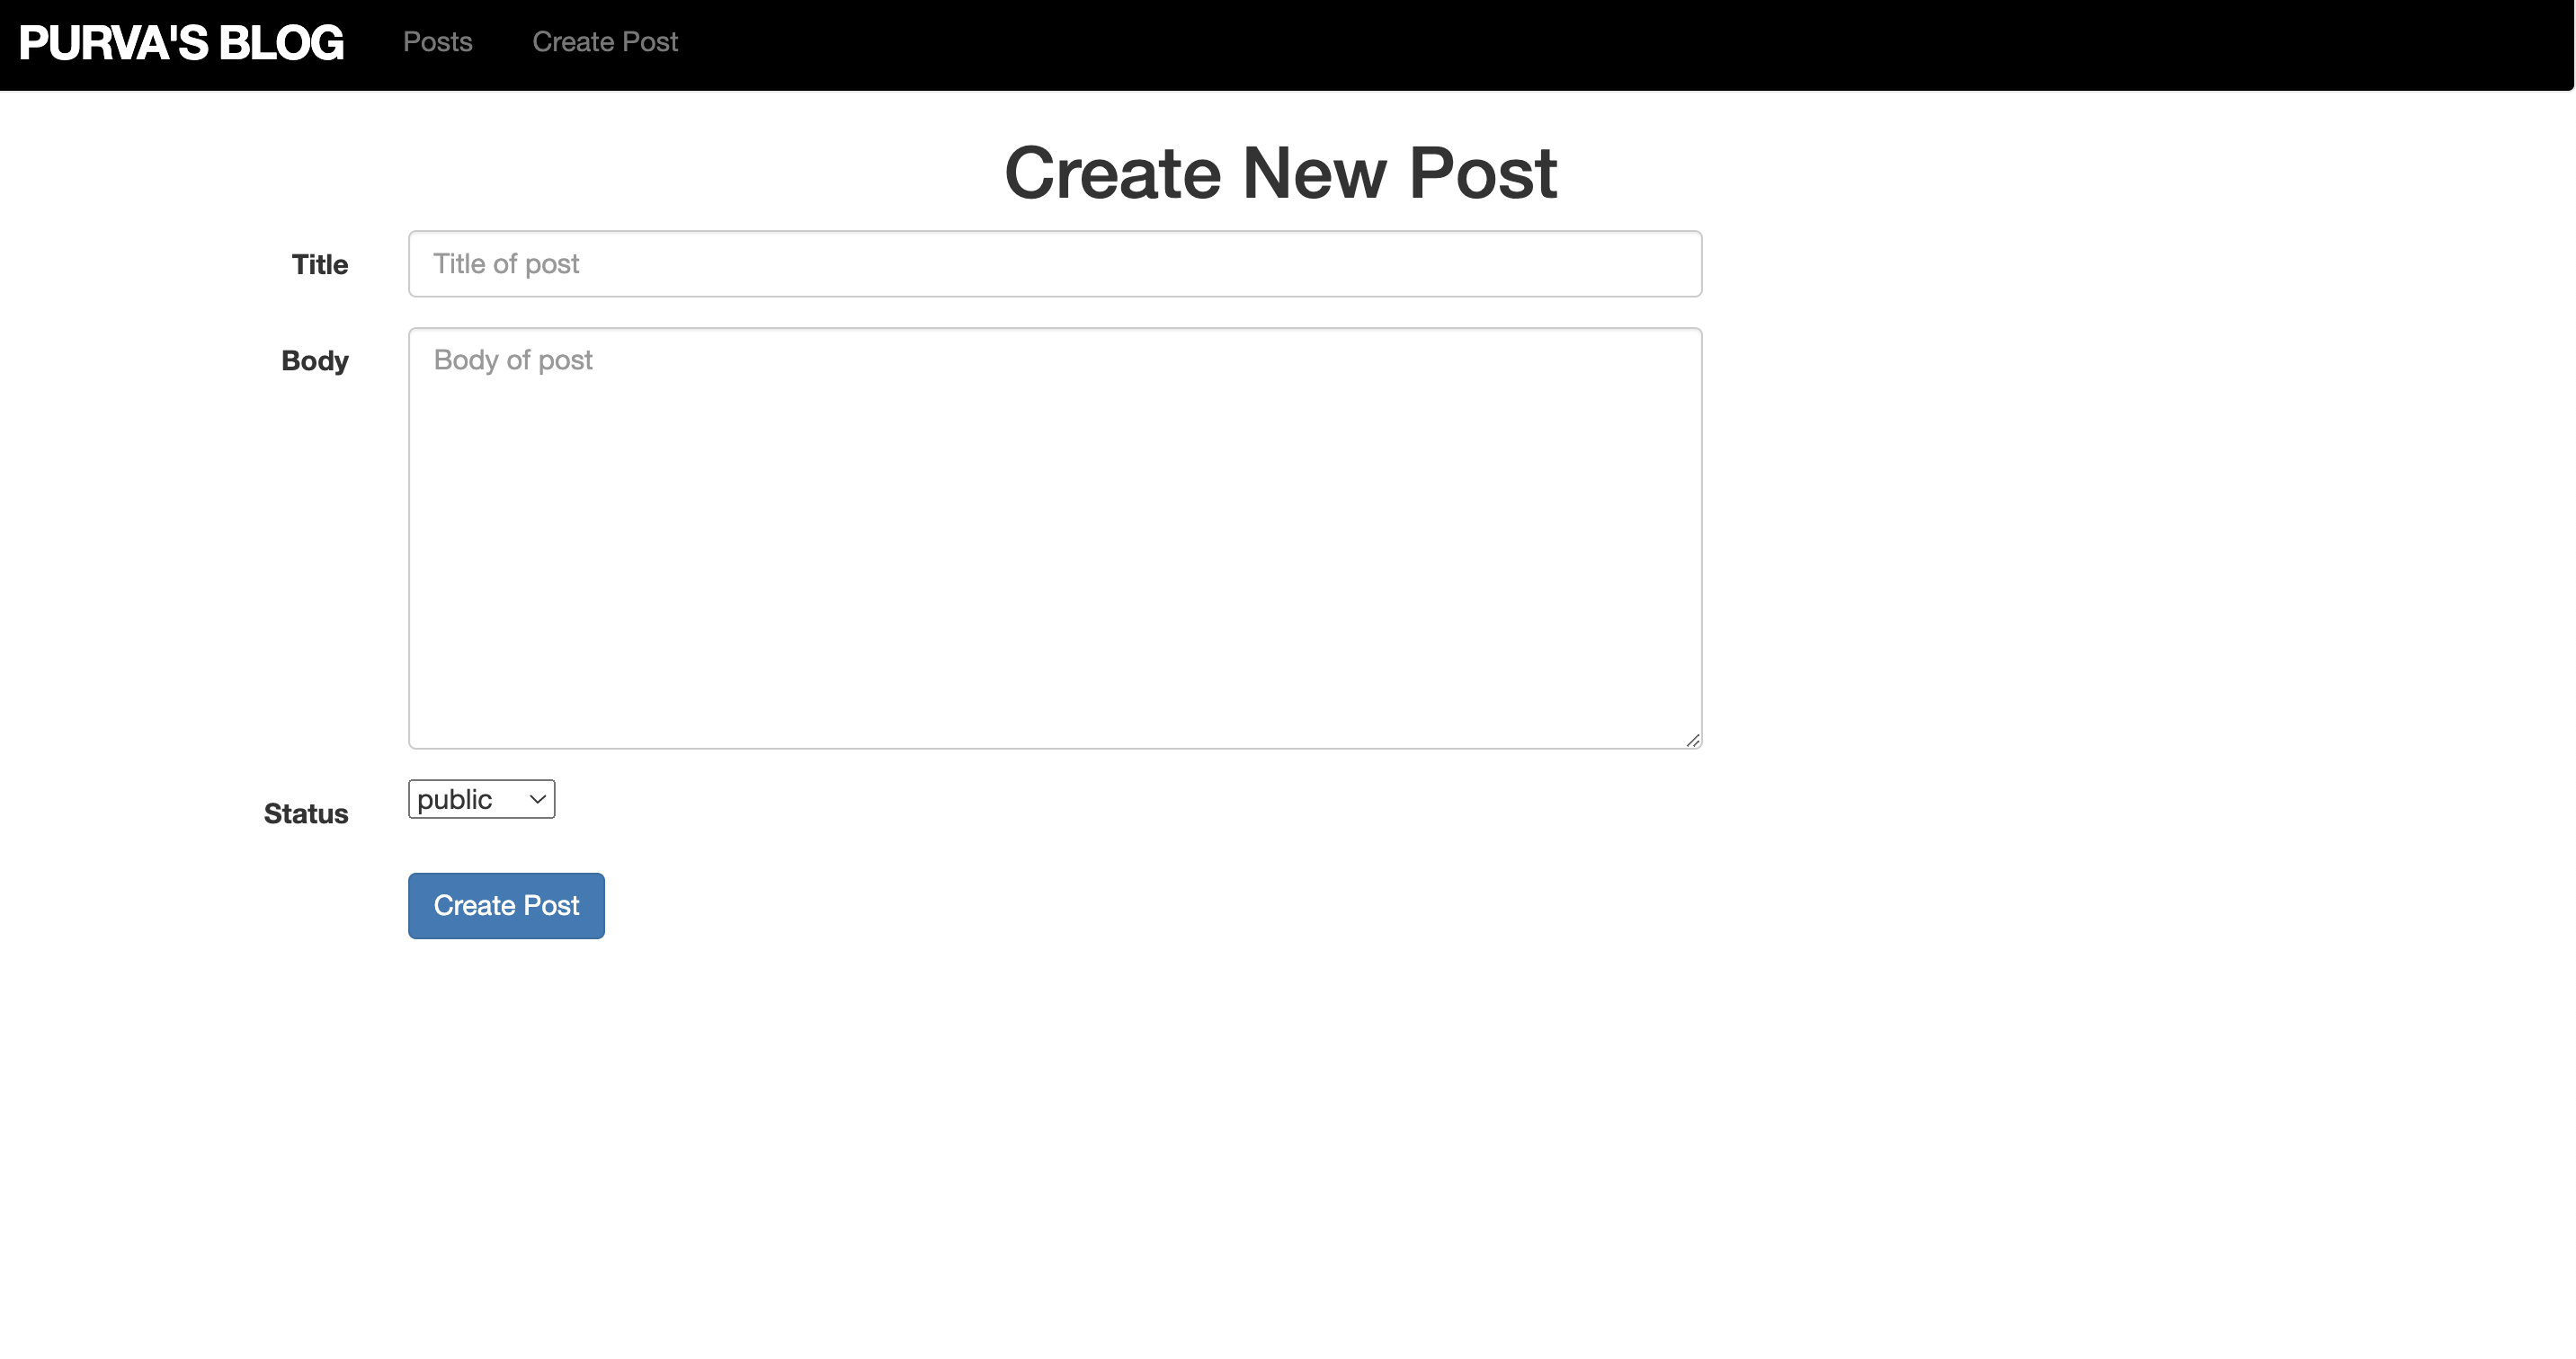 PURVA'S BLOG Posts Create Post
Create New Post
Title Title of post
Body Body of post
Status public
Create Post